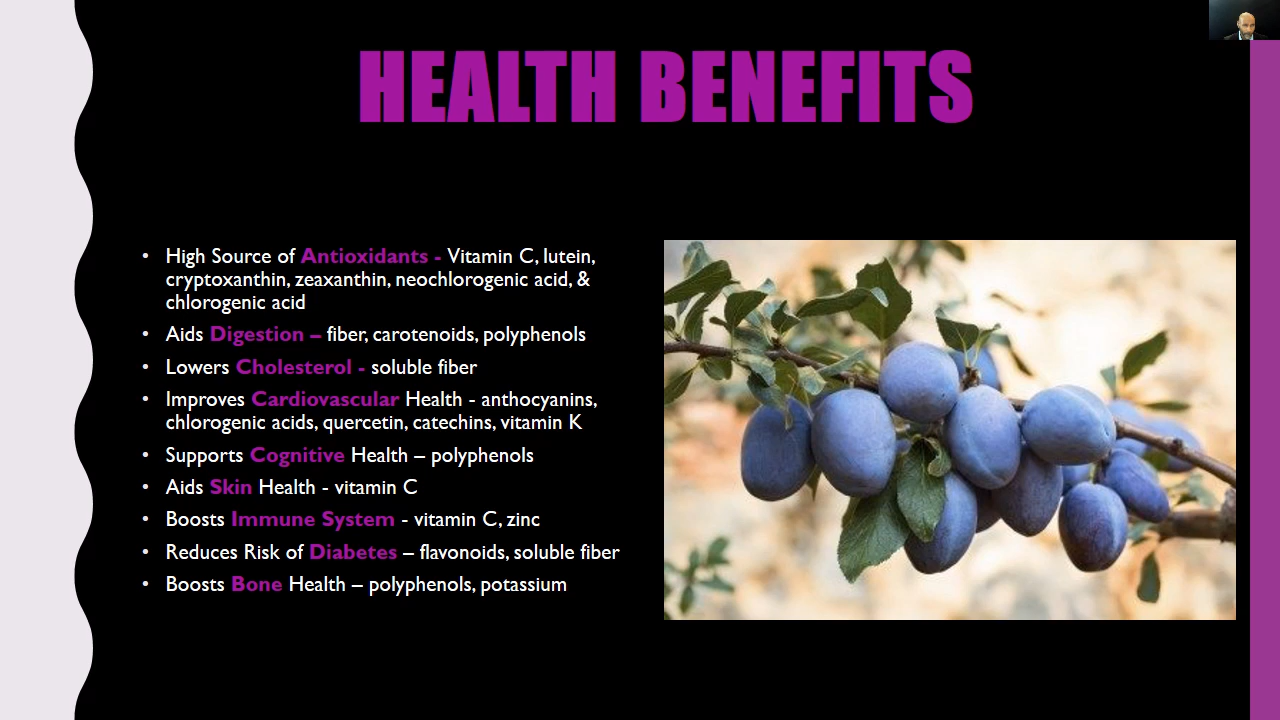 HEALTH BENEFITS
• High Source of Antioxidants - Vitamin C, lutein,
cryptoxanthin, zeaxanthin, neochlorogenic acid, &
chlorogenic acid
• Aids Digestion – fiber, carotenoids, polyphenols
• Lowers Cholesterol - soluble fiber
• Improves Cardiovascular Health - anthocyanins,
chlorogenic acids, quercetin, catechins, vitamin K
• Supports Cognitive Health – polyphenols
• Aids Skin Health - vitamin C
• Boosts Immune System - vitamin C, zinc
• Reduces Risk of Diabetes – flavonoids, soluble fiber
• Boosts Bone Health – polyphenols, potassium